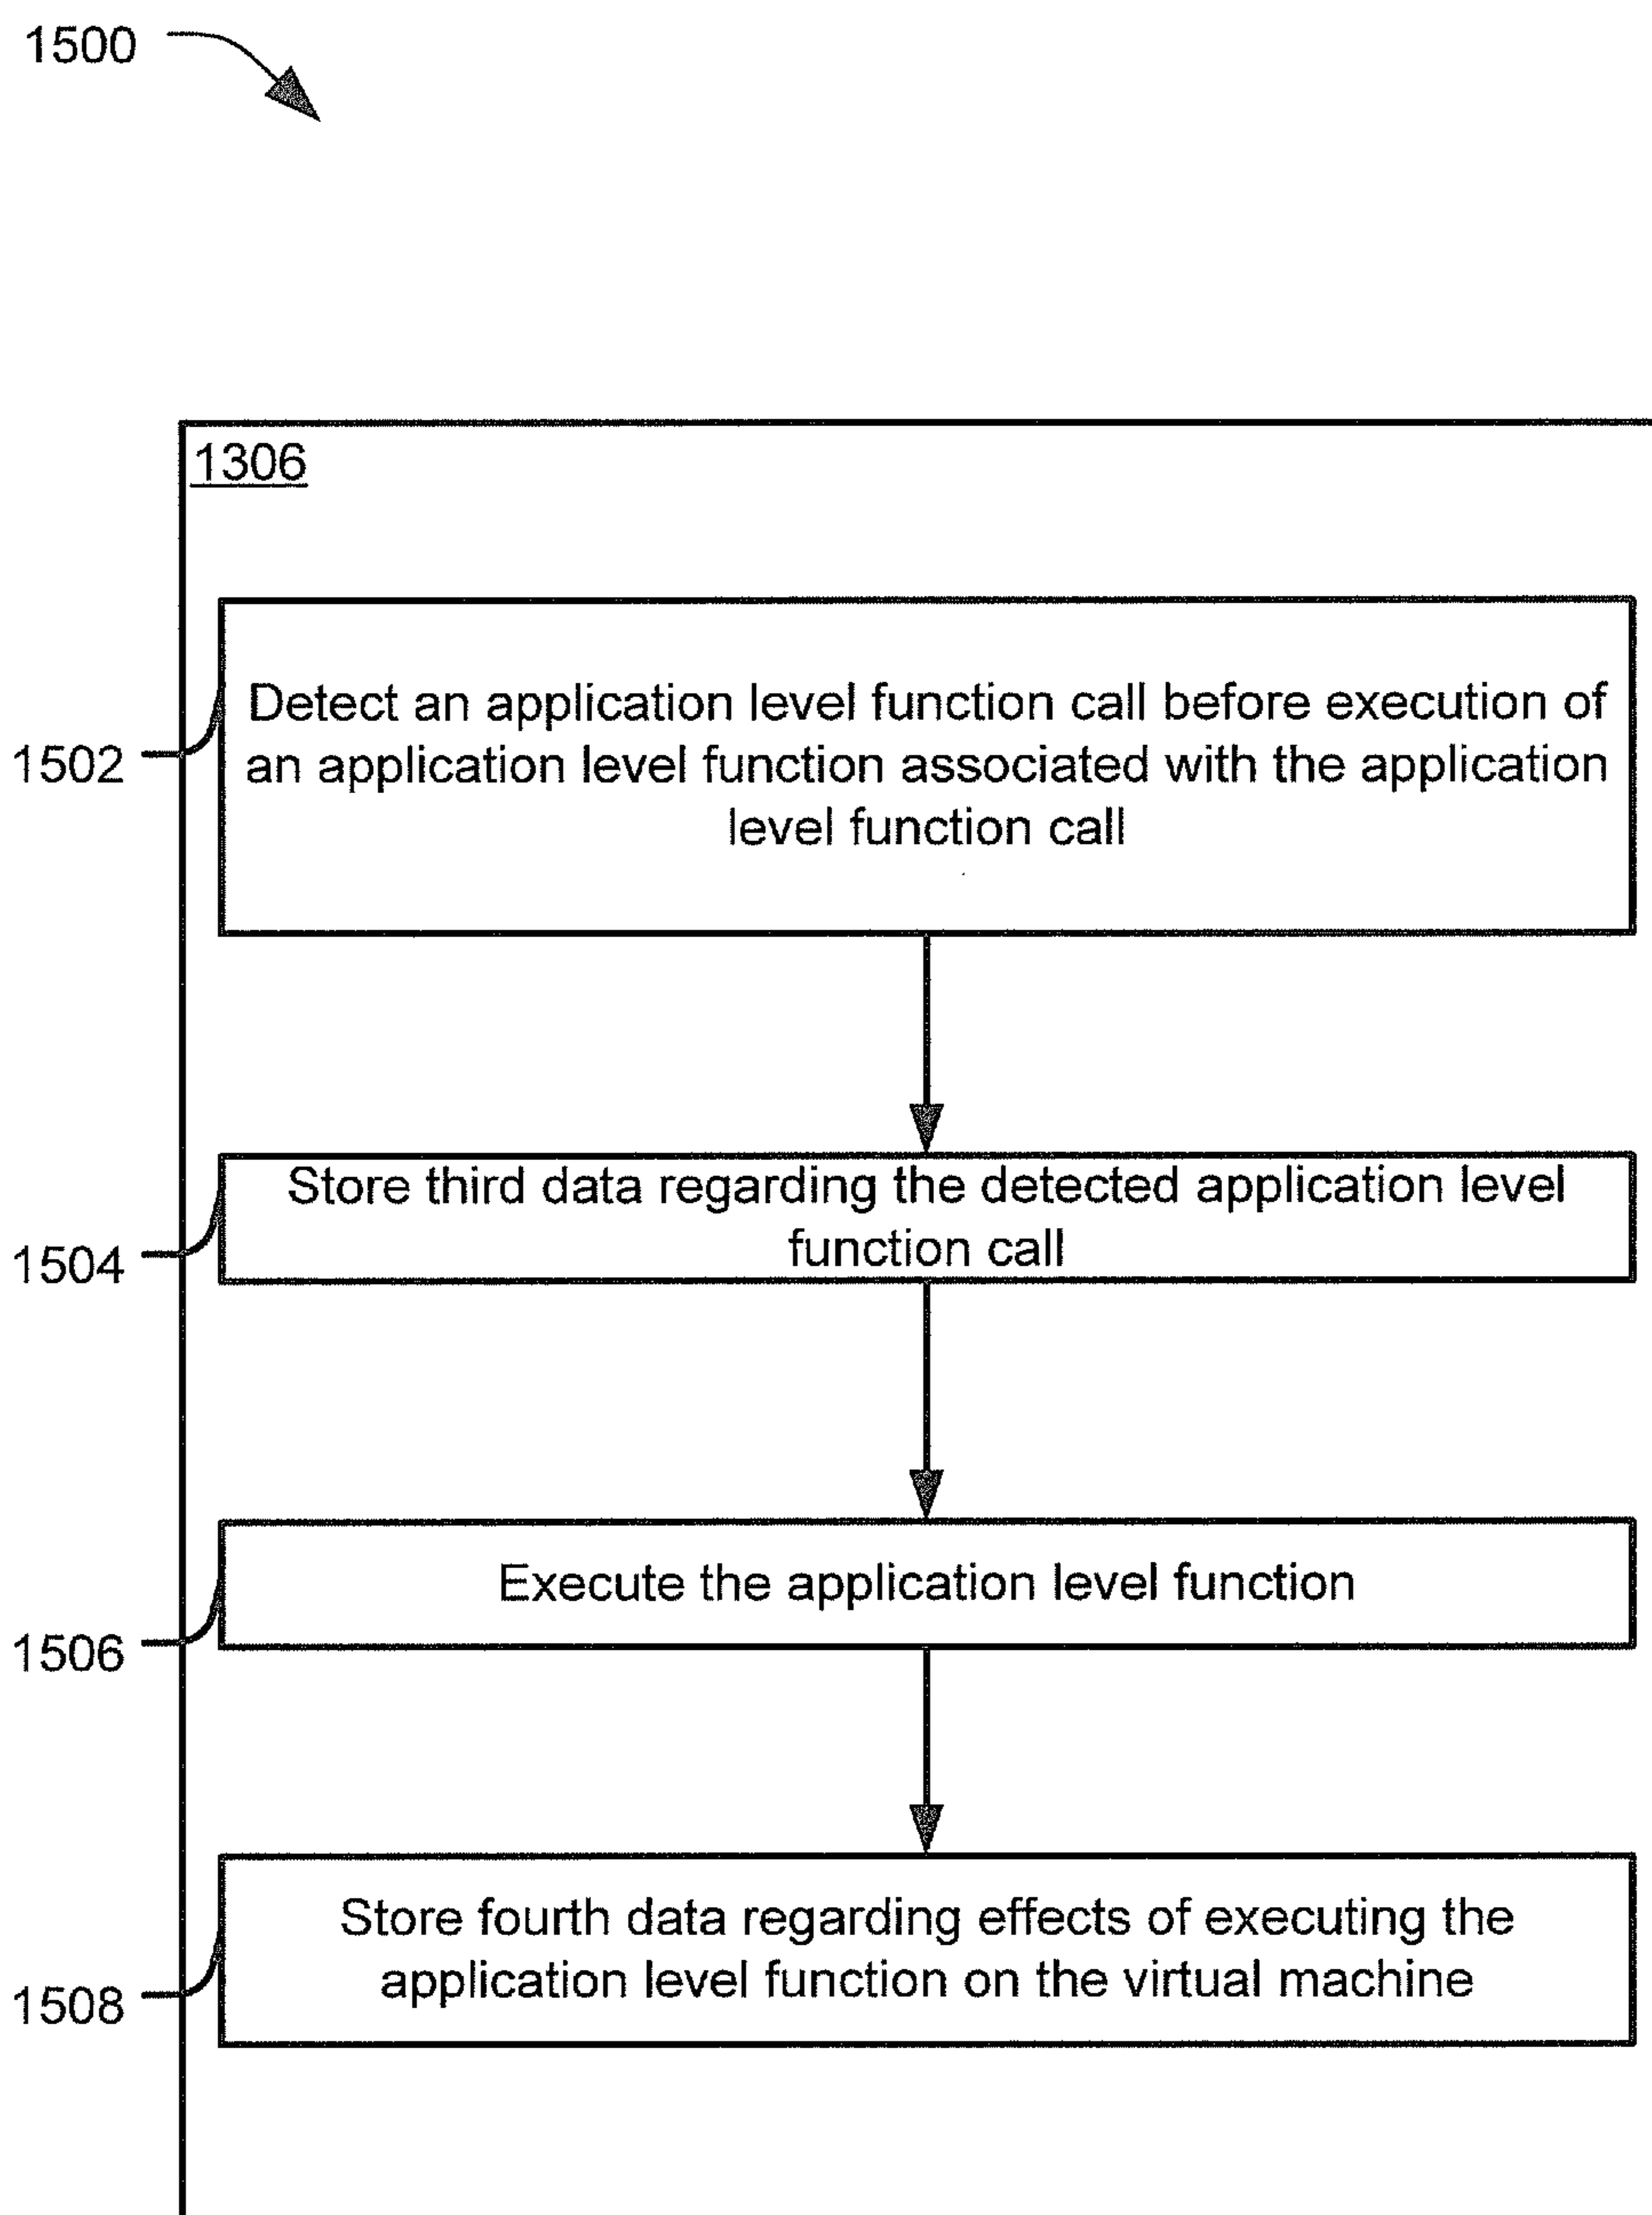 1500
1306
Detect an application level function call before execution of
an application level function associated with the application
level function call
1502
Store third data regarding the detected application level
function call
1504
Execute the application level function
1506
Store fourth data regarding effects of executing the
application level function on the virtual machine
1508